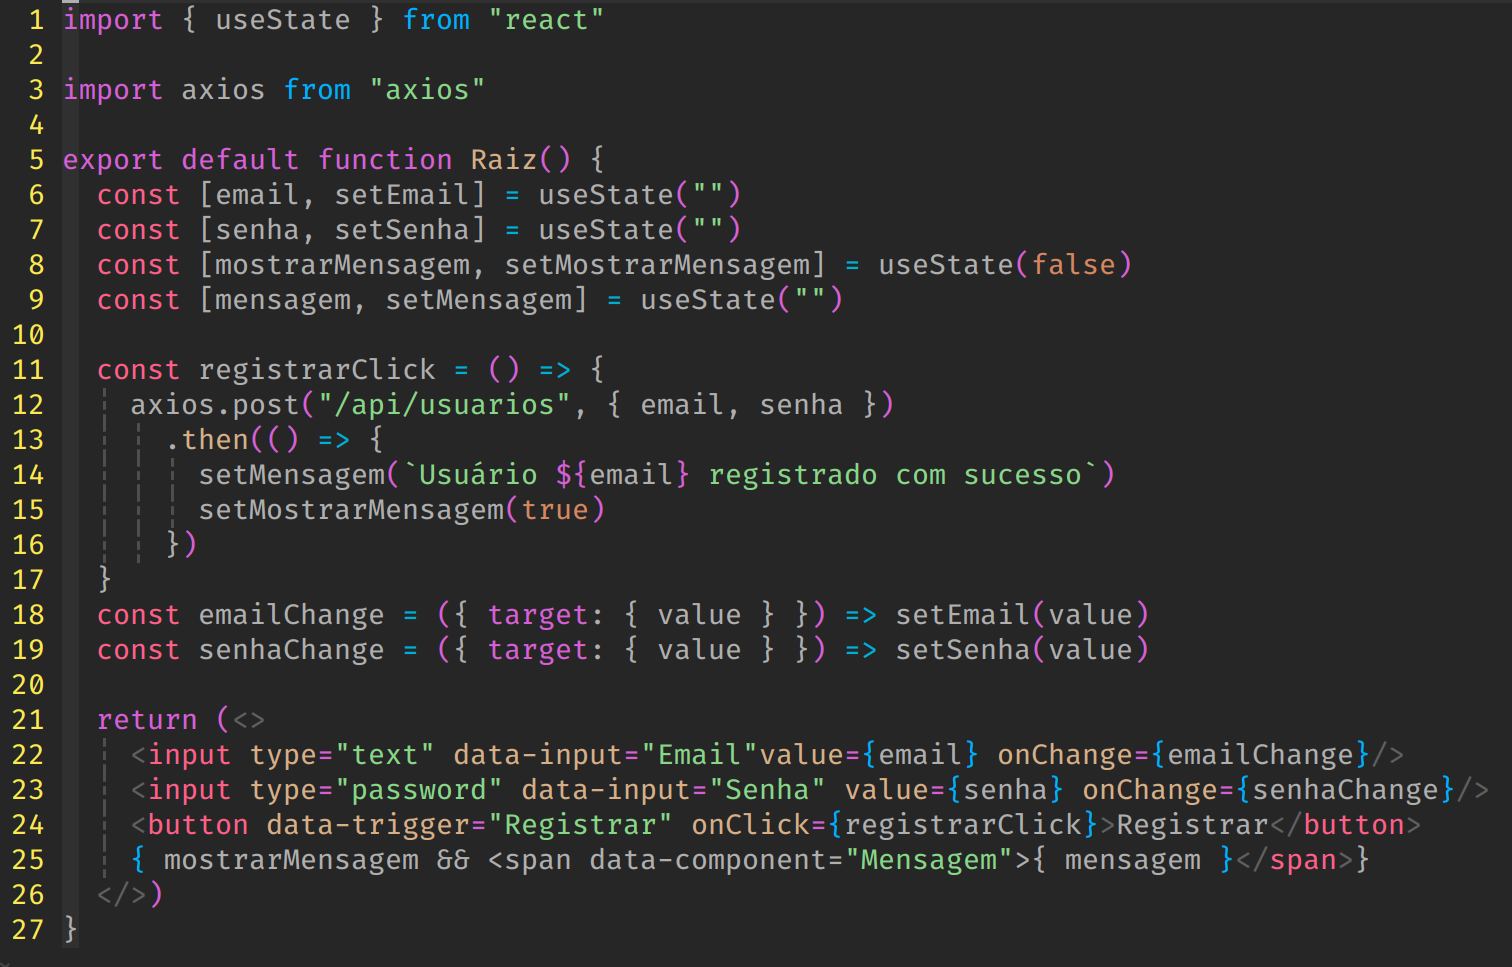 1 import { useState } from "react"
2
3 import axios from "axios"
4
5 export default function Raiz() {
6   const [email, setEmail] = useState("")
7   const [senha, setSenha] = useState("")
8   const [mostrarMensagem, setMostrarMensagem] = useState(false)
9   const [mensagem, setMensagem] = useState("")
10
11   const registrarClick = () => {
12     axios.post("/api/usuarios", { email, senha })
13       .then(() => {
14         setMensagem(`Usuário ${email} registrado com sucesso`)
15         setMostrarMensagem(true)
16       })
17   }
18   const emailChange = ({ target: { value } }) => setEmail(value)
19   const senhaChange = ({ target: { value } }) => setSenha(value)
20
21   return (<>
22     <input type="text" data-input="Email"value={email} onChange={emailChange}/>
23     <input type="password" data-input="Senha" value={senha} onChange={senhaChange}/>
24     <button data-trigger="Registrar" onClick={registrarClick}>Registrar</button>
25     { mostrarMensagem && <span data-component="Mensagem">{ mensagem }</span>}
26   </>)
27 }